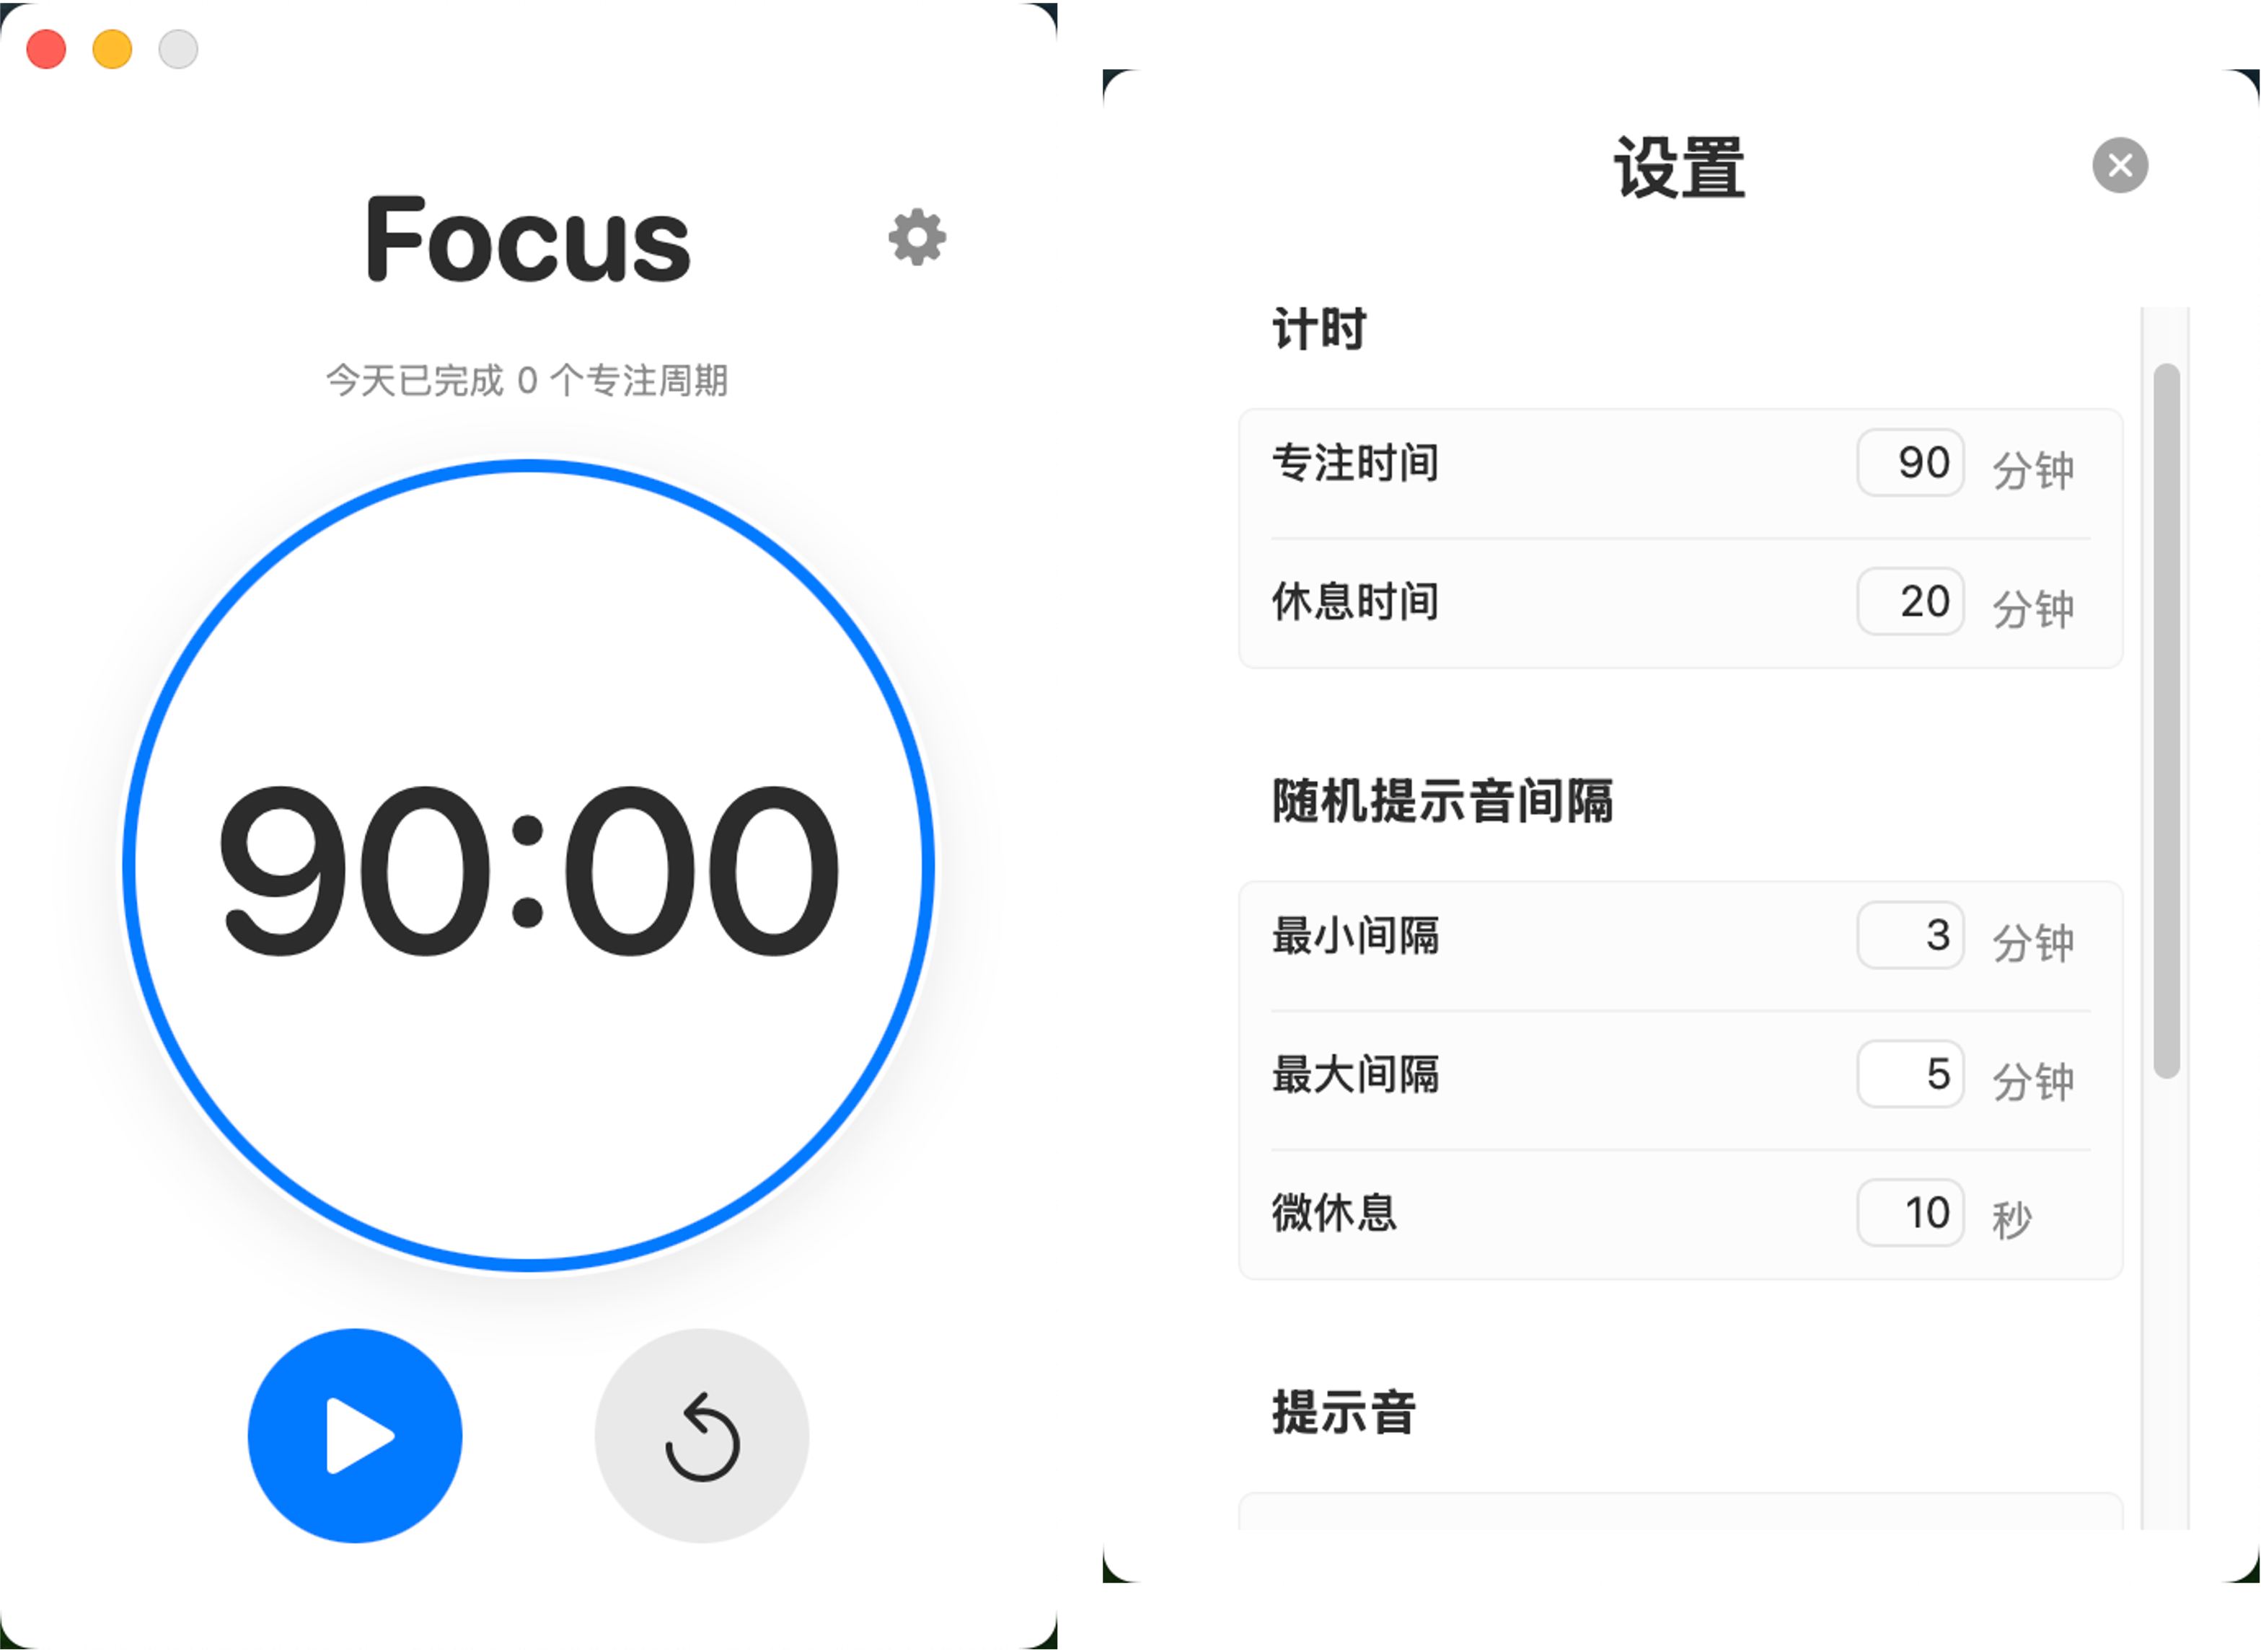 Focus
今天已完成 0 个专注周期
90:00
设置
计时
专注时间 90 分钟
休息时间 20 分钟
随机提示音间隔
最小间隔 3 分钟
最大间隔 5 分钟
微休息 10 秒
提示音